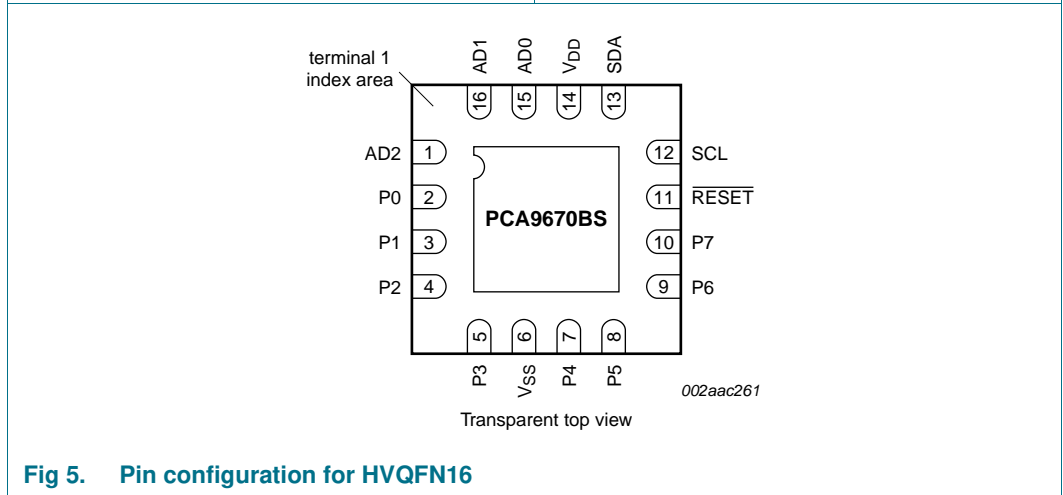 terminal 1
index area
AD1
AD0
VDD
SDA
16
15
14
13
AD2 1
12 SCL
P0 2
11 RESET
PCA9670BS
P1 3
10 P7
P2 4
9 P6
5
6
7
8
P3
VSS
P4
P5
002aac261
Transparent top view
Fig 5. Pin configuration for HVQFN16